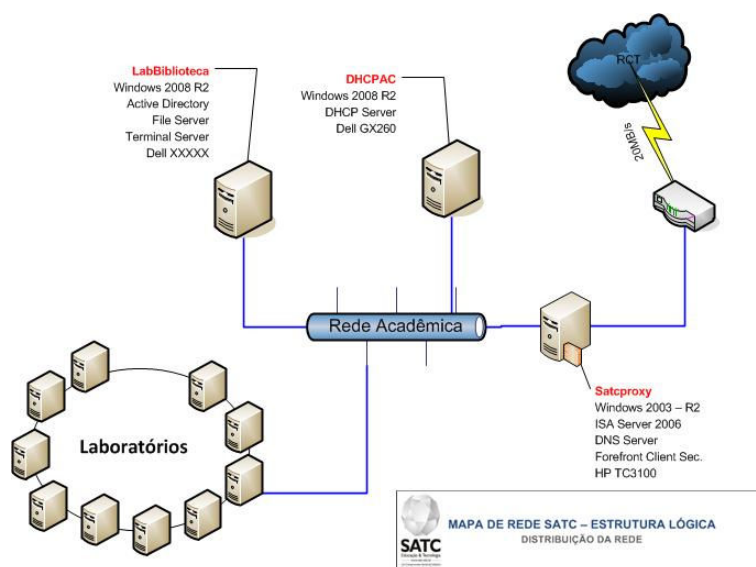 LabBiblioteca
Windows 2008 R2
Active Directory
File Server
Terminal Server
Dell XXXXX
DHCPAC
Windows 2008 R2
DHCP Server
Dell GX260
RCT
20MB/s
Rede Acadêmica
Satcproxy
Windows 2003 – R2
ISA Server 2006
DNS Server
Forefront Client Sec.
HP TC3100
Laboratórios
SATC
Educação & Tecnologia
MAPA DE REDE SATC – ESTRUTURA LÓGICA
DISTRIBUIÇÃO DA REDE